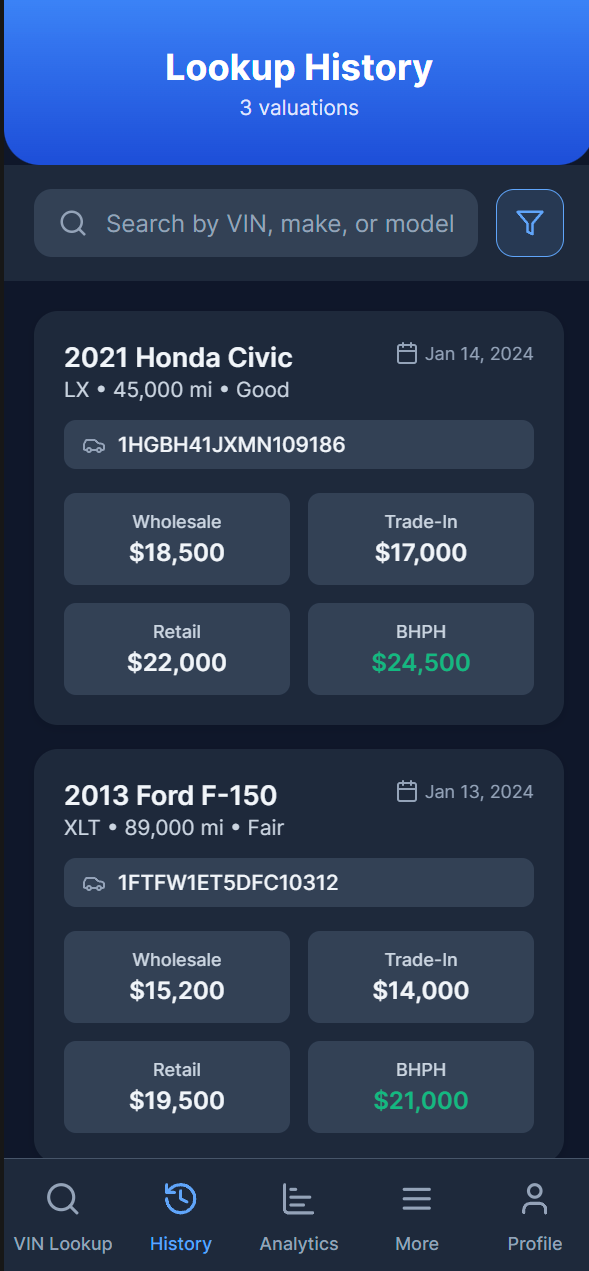 Lookup History
3 valuations
Search by VIN, make, or model
2021 Honda Civic
Jan 14, 2024
LX • 45,000 mi • Good
1HGBH41JXMN109186
Wholesale
$18,500
Trade-In
$17,000
Retail
$22,000
BHPH
$24,500
2013 Ford F-150
Jan 13, 2024
XLT • 89,000 mi • Fair
1FTFW1ET5DFC10312
Wholesale
$15,200
Trade-In
$14,000
Retail
$19,500
BHPH
$21,000
VIN Lookup
History
Analytics
More
Profile